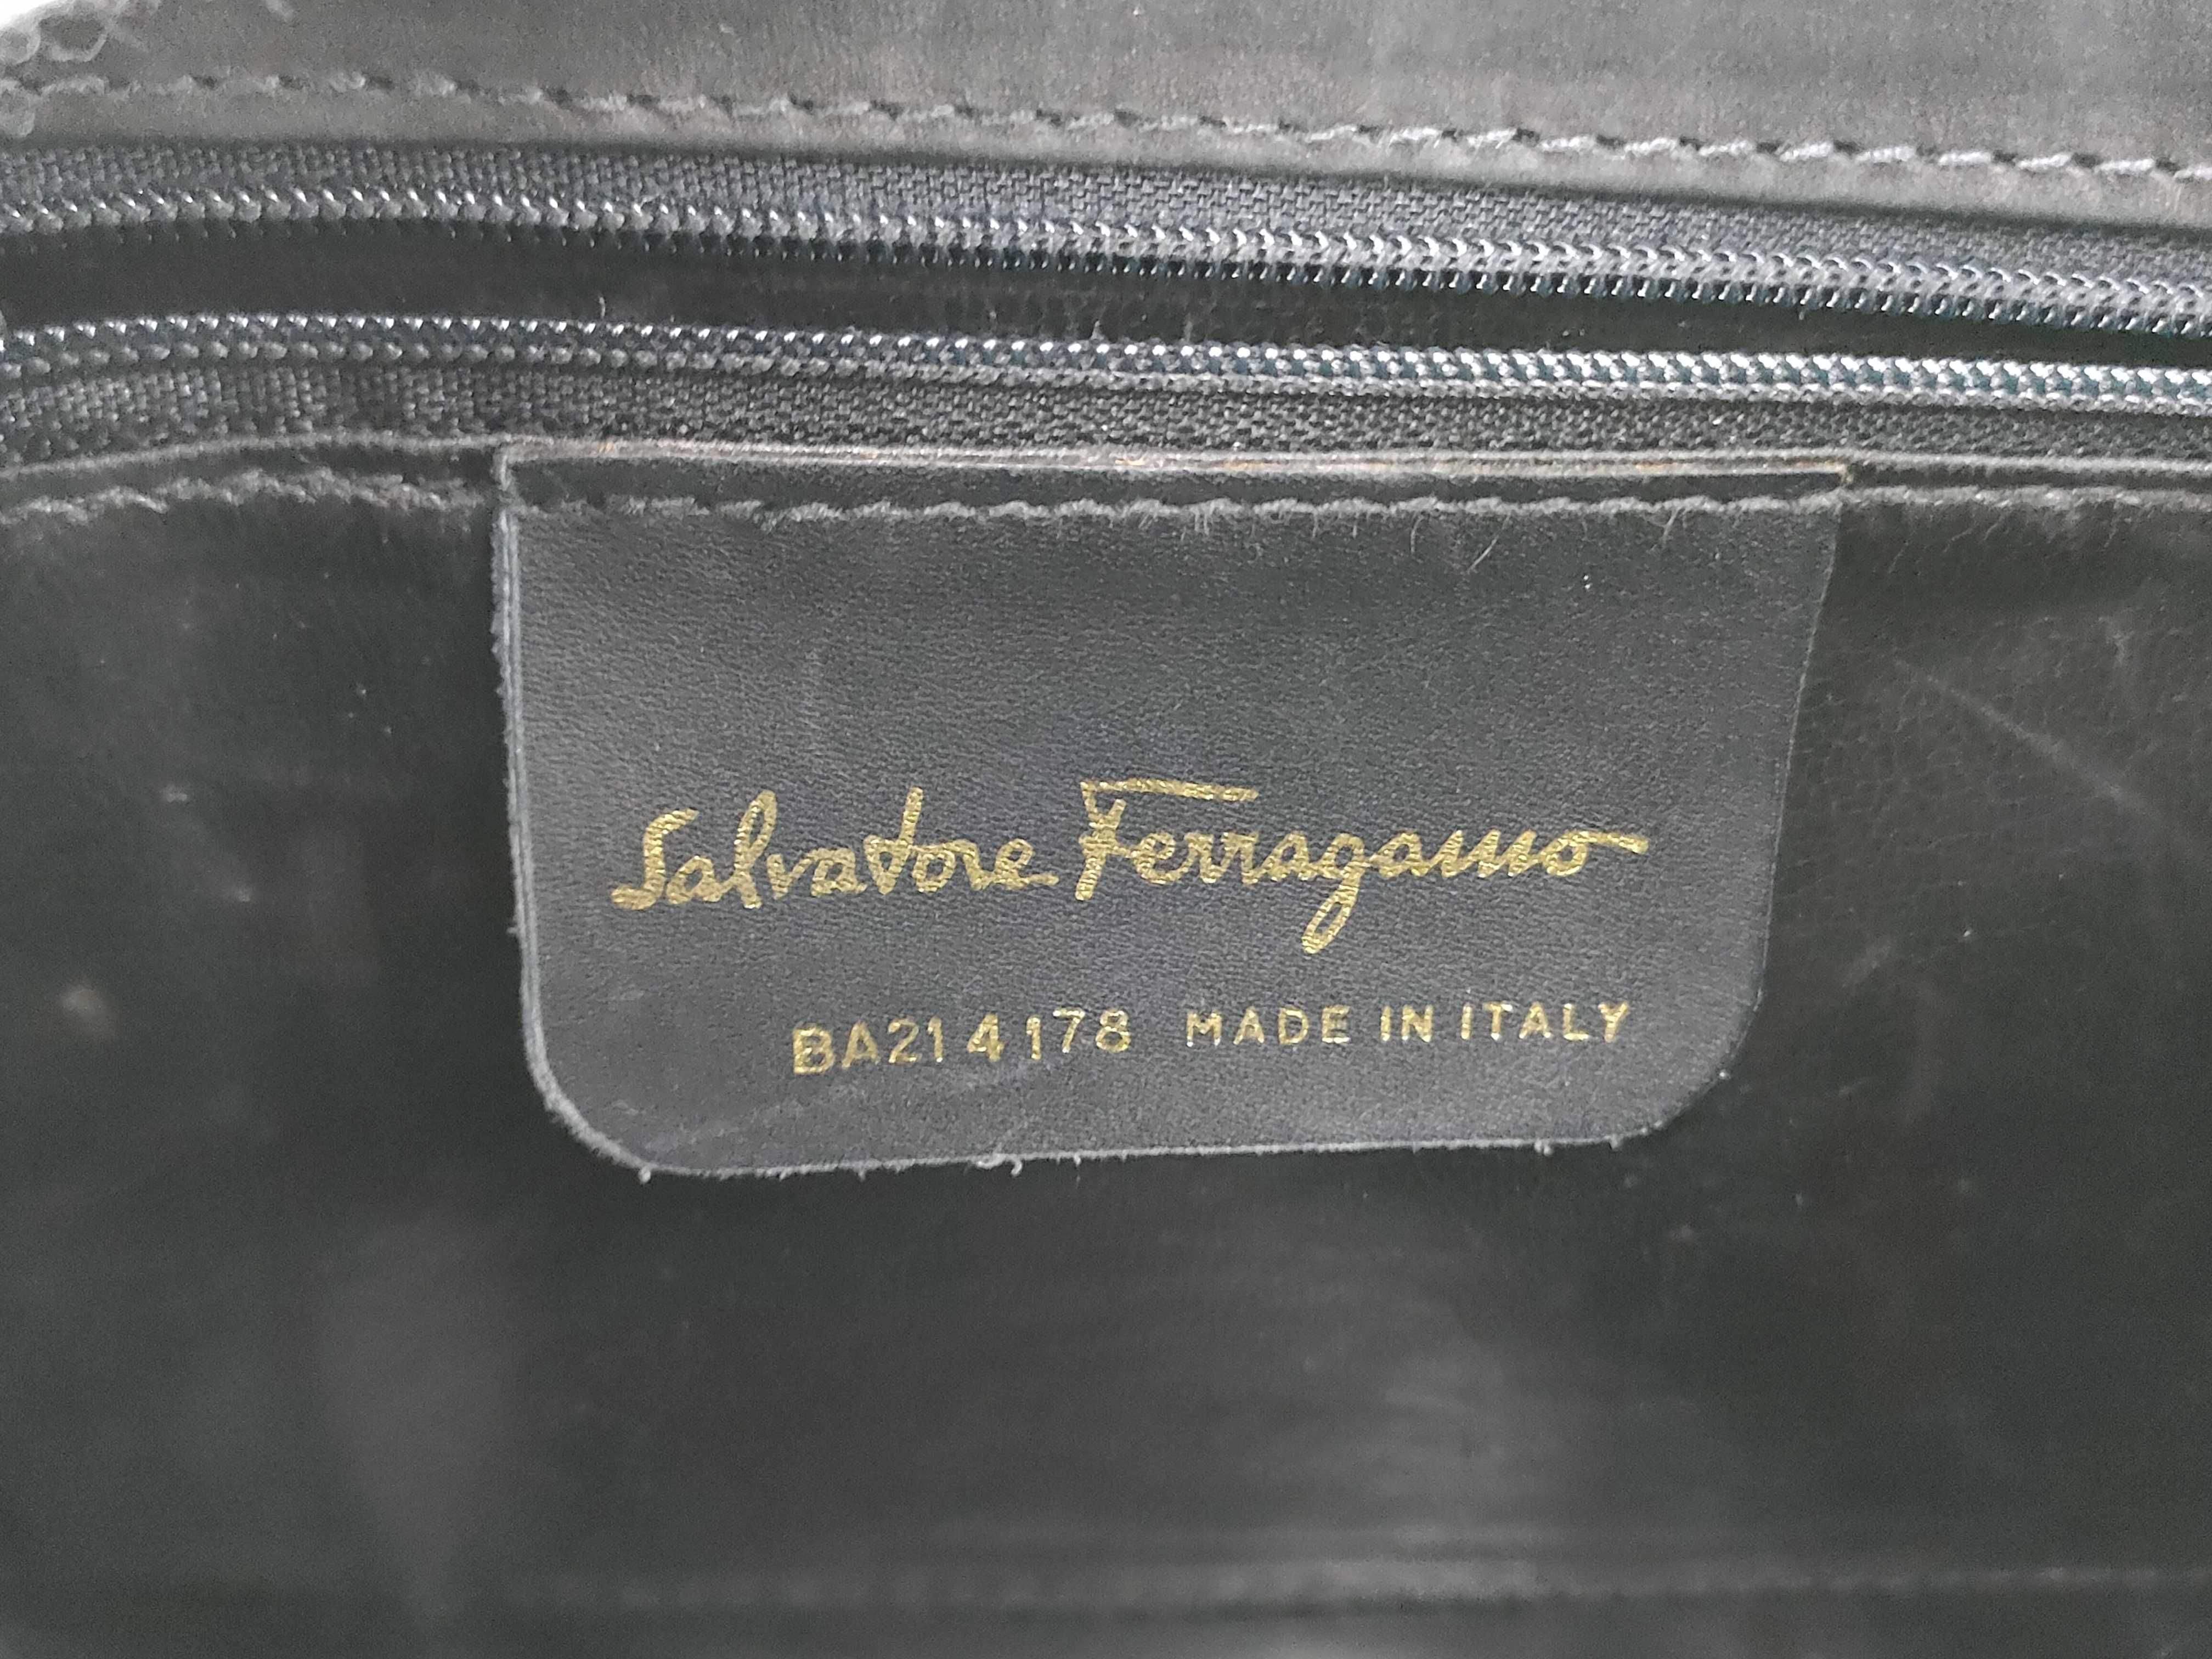 Salvatore Ferragamo
BA21 4178 MADE IN ITALY